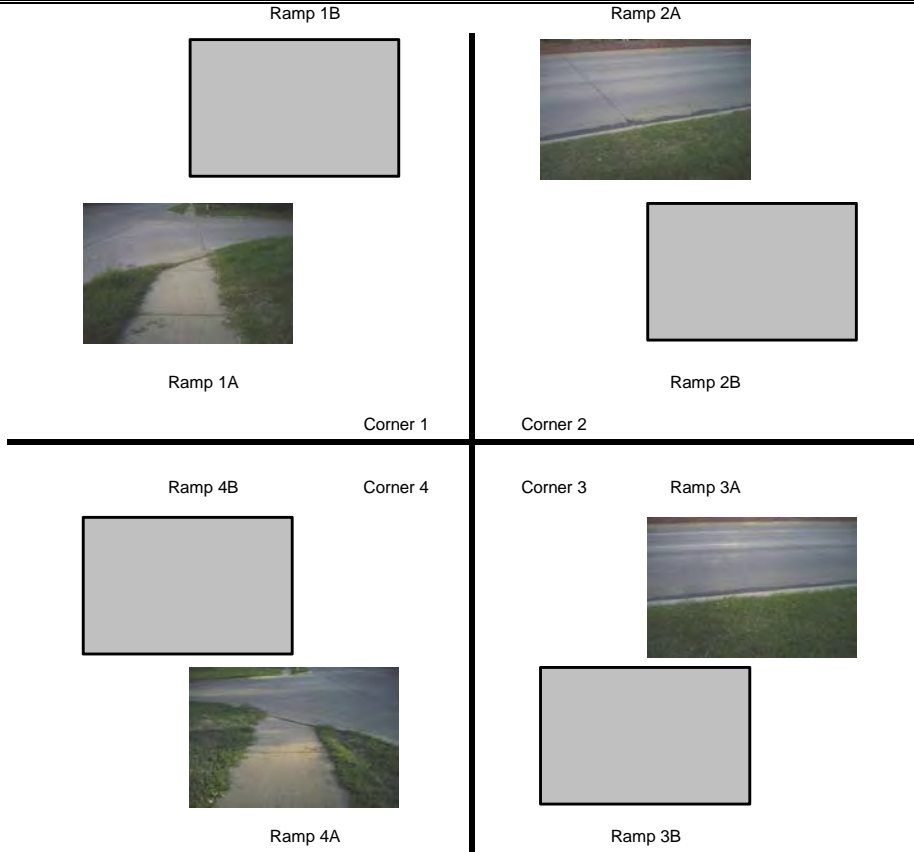 Ramp 1B Ramp 2A
Ramp 1A Ramp 2B
Corner 1 Corner 2
Ramp 4B Corner 4 Corner 3 Ramp 3A
Ramp 4A Ramp 3B